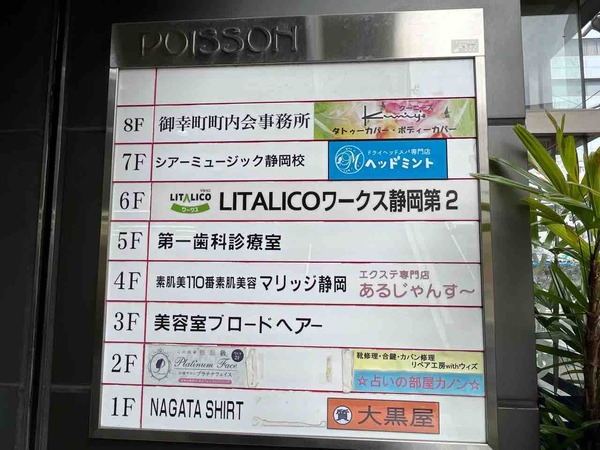 POISSON
8F 御幸町町内会事務所 クーニーズ
Kuniy's
タトゥーカバー・ボディーカバー
7F シアーミュージック静岡校 ドライヘッドスパ専門店
ヘッドミント
6F LITALICO ワークス LITALICOワークス静岡第2
5F 第一歯科診療室
4F 素肌美110番素肌美容 マリッジ静岡 エクステ専門店
あるじゃんす~
3F 美容室ブロードヘアー
2F Platinum Face
プラチナフェイス
靴修理・合鍵・カバン修理
リペア工房withウィズ
☆占いの部屋カノン☆
1F NAGATA SHIRT 質 大黒屋